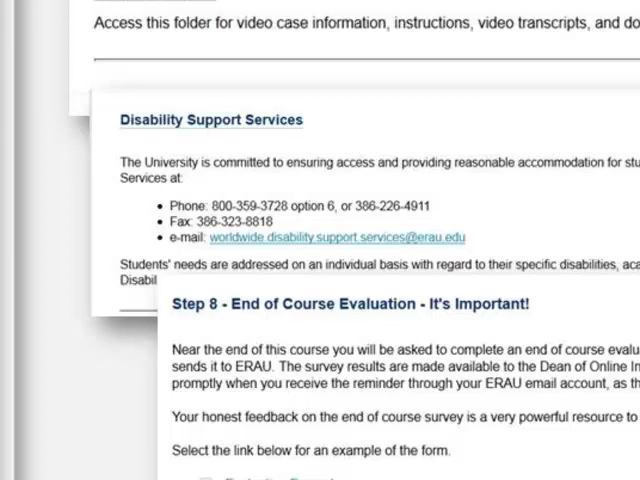 Access this folder for video case information, instructions, video transcripts, and do
Disability Support Services
The University is committed to ensuring access and providing reasonable accommodation for stu
Services at:
• Phone: 800-359-3728 option 6, or 386-226-4911
• Fax: 386-323-8818
• e-mail: worldwide.disability.support.services@erau.edu
Students' needs are addressed on an individual basis with regard to their specific disabilities, aca
Disabil
Step 8 - End of Course Evaluation - It's Important!
Near the end of this course you will be asked to complete an end of course evalu
sends it to ERAU. The survey results are made available to the Dean of Online In
promptly when you receive the reminder through your ERAU email account, as th
Your honest feedback on the end of course survey is a very powerful resource to
Select the link below for an example of the form.